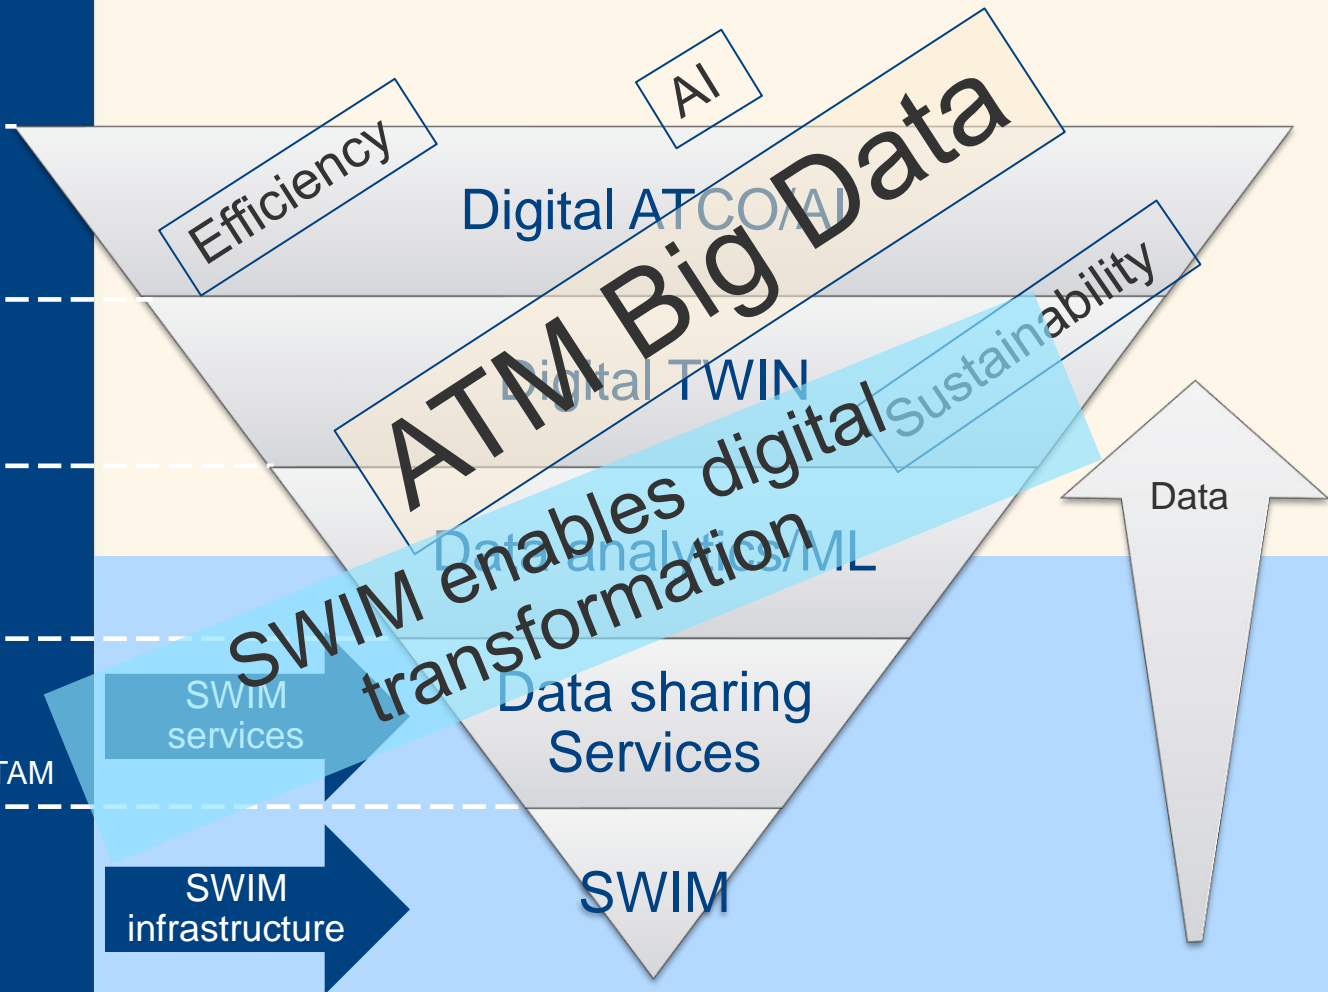 AI
Efficiency
Digital ATCO/AI
ATM Big Data
Sustainability
Digital TWIN
Data
SWIM enables digital
transformation
Data analytics/ML
SWIM
services
Data sharing
Services
TAM
SWIM
infrastructure
SWIM